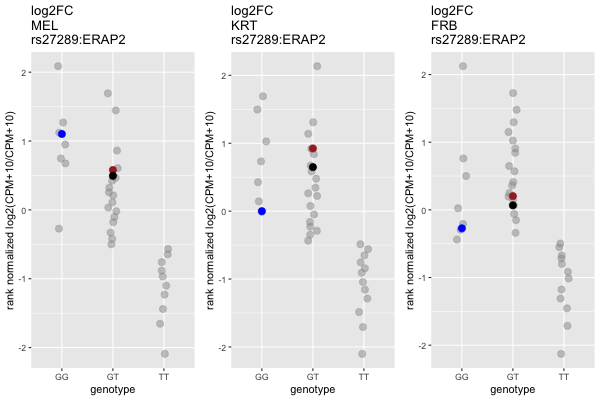 log2FC
MEL
rs27289:ERAP2
rank normalized log2(CPM+10/CPM+10)
2
1
0
-1
-2
GG GT TT
genotype
log2FC
KRT
rs27289:ERAP2
rank normalized log2(CPM+10/CPM+10)
2
1
0
-1
-2
GG GT TT
genotype
log2FC
FRB
rs27289:ERAP2
rank normalized log2(CPM+10/CPM+10)
2
1
0
-1
-2
GG GT TT
genotype